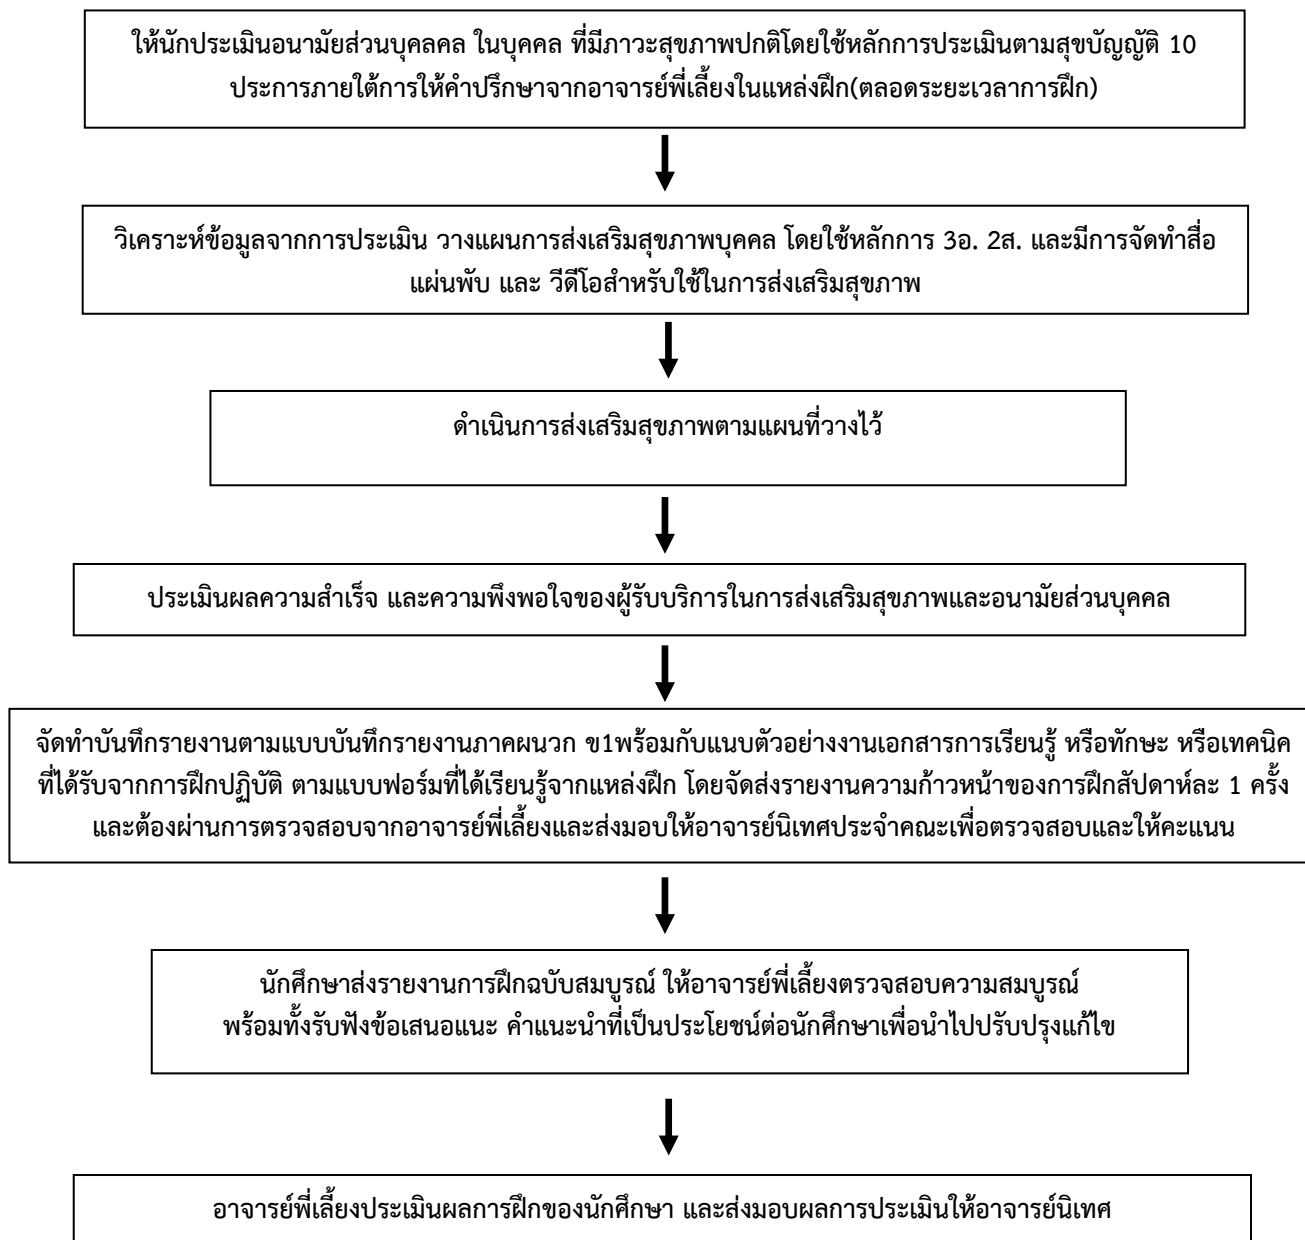 ให้นักประเมินอนามัยส่วนบุคลคล ในบุคคล ที่มีภาวะสุขภาพปกติโดยใช้หลักการประเมินตามสุขบัญญัติ 10
ประการภายใต้การให้คำปรึกษาจากอาจารย์พี่เลี้ยงในแหล่งฝึก(ตลอดระยะเวลาการฝึก)
วิเคราะห์ข้อมูลจากการประเมิน วางแผนการส่งเสริมสุขภาพบุคคล โดยใช้หลักการ 3อ. 2ส. และมีการจัดทำสื่อ
แผ่นพับ และ วีดีโอสำหรับใช้ในการส่งเสริมสุขภาพ
ดำเนินการส่งเสริมสุขภาพตามแผนที่วางไว้
ประเมินผลความสำเร็จ และความพึงพอใจของผู้รับบริการในการส่งเสริมสุขภาพและอนามัยส่วนบุคคล
จัดทำบันทึกรายงานตามแบบบันทึกรายงานภาคผนวก ข1พร้อมกับแนบตัวอย่างงานเอกสารการเรียนรู้ หรือทักษะ หรือเทคนิค
ที่ได้รับจากการฝึกปฏิบัติ ตามแบบฟอร์มที่ได้เรียนรู้จากแหล่งฝึก โดยจัดส่งรายงานความก้าวหน้าของการฝึกสัปดาห์ละ 1 ครั้ง
และต้องผ่านการตรวจสอบจากอาจารย์พี่เลี้ยงและส่งมอบให้อาจารย์นิเทศประจำคณะเพื่อตรวจสอบและให้คะแนน
นักศึกษาส่งรายงานการฝึกฉบับสมบูรณ์ ให้อาจารย์พี่เลี้ยงตรวจสอบความสมบูรณ์
พร้อมทั้งรับฟังข้อเสนอแนะ คำแนะนำที่เป็นประโยชน์ต่อนักศึกษาเพื่อนำไปปรับปรุงแก้ไข
อาจารย์พี่เลี้ยงประเมินผลการฝึกของนักศึกษา และส่งมอบผลการประเมินให้อาจารย์นิเทศ